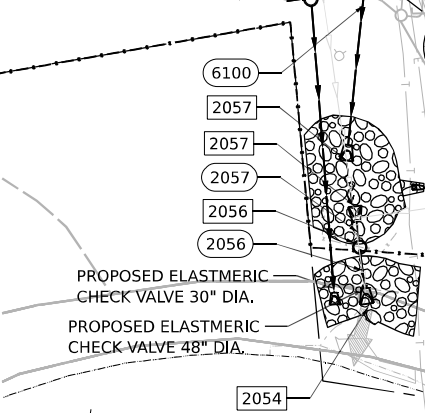 6100
2057
2057
2057
2056
2056
PROPOSED ELASTMERIC
CHECK VALVE 30" DIA.
PROPOSED ELASTMERIC
CHECK VALVE 48" DIA.
2054